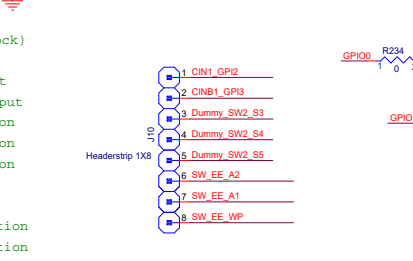 ck)
t
put
on
on
on
tion
tion
J10
Headerstrip 1X8
1 CIN1_GPI2
2 CINB1_GPI3
3 Dummy_SW2_S3
4 Dummy_SW2_S4
5 Dummy_SW2_S5
6 SW_EE_A2
7 SW_EE_A1
8 SW_EE_WP
R234
GPIO0
1 0
GPIO